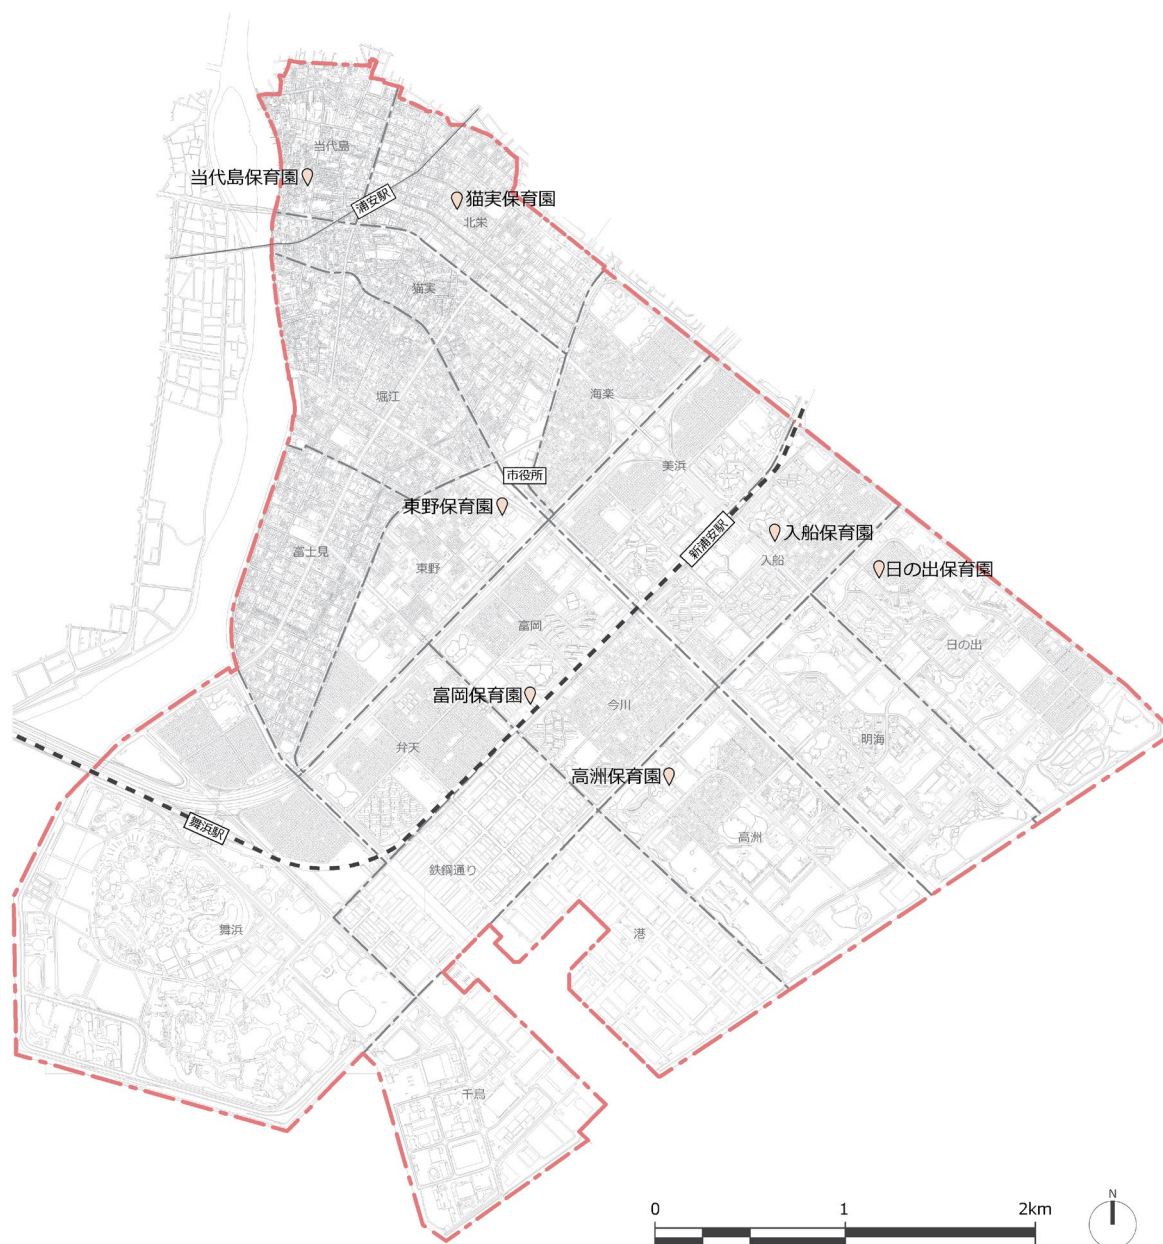 当代島
当代島保育園
浦安駅
猫実保育園
北栄
猫実
堀江
海楽
美浜
市役所
東野保育園
新浦安駅
入船保育園
入船
日の出保育園
富士見
東野
富岡
日の出
富岡保育園
今川
弁天
明海
高洲保育園
舞浜駅
高洲
鉄鋼通り
舞浜
港
千鳥
0 1 2km
N